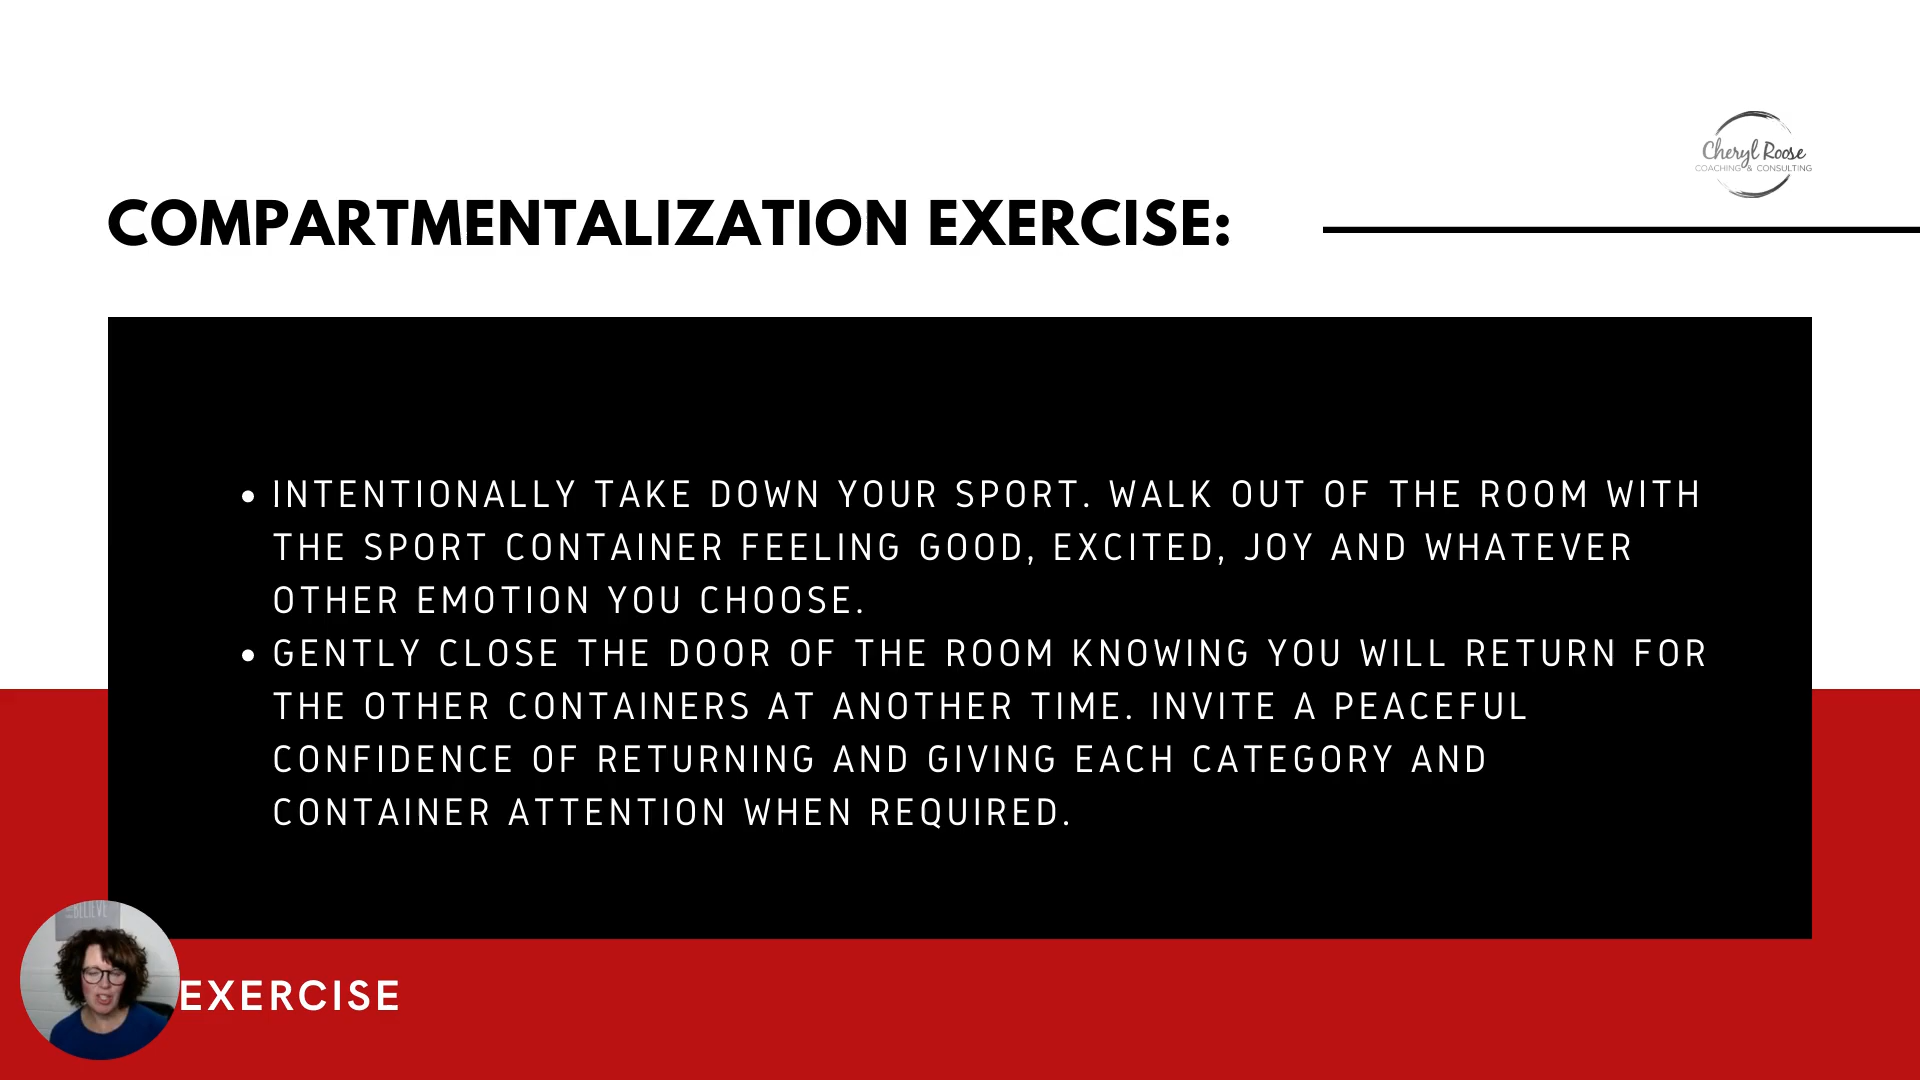 Cheryl Roose
COACHING & CONSULTING
COMPARTMENTALIZATION EXERCISE:
• INTENTIONALLY TAKE DOWN YOUR SPORT. WALK OUT OF THE ROOM WITH
THE SPORT CONTAINER FEELING GOOD, EXCITED, JOY AND WHATEVER
OTHER EMOTION YOU CHOOSE.
• GENTLY CLOSE THE DOOR OF THE ROOM KNOWING YOU WILL RETURN FOR
THE OTHER CONTAINERS AT ANOTHER TIME. INVITE A PEACEFUL
CONFIDENCE OF RETURNING AND GIVING EACH CATEGORY AND
CONTAINER ATTENTION WHEN REQUIRED.
BELIEVE
EXERCISE